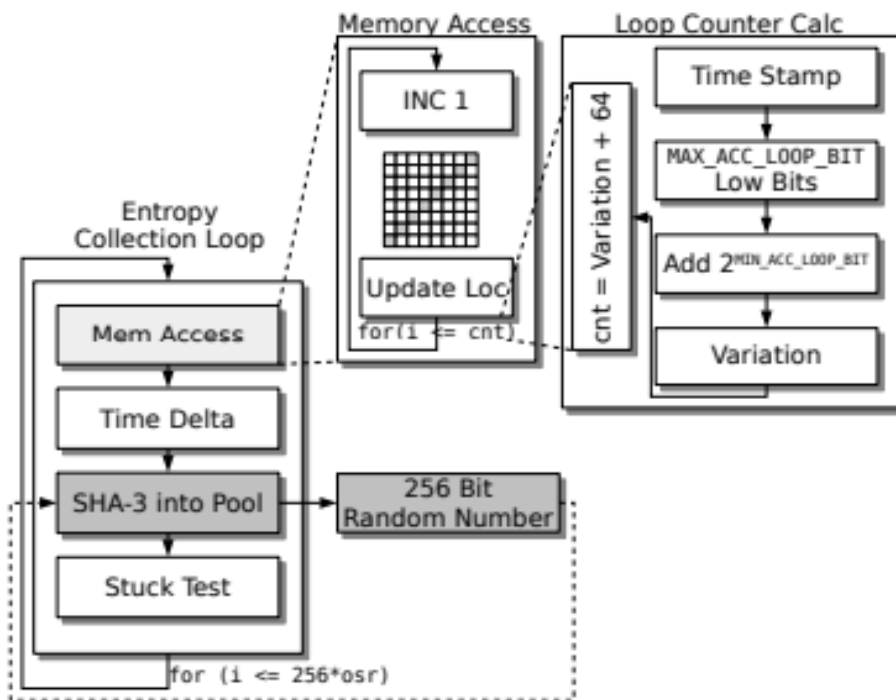 Memory Access
Loop Counter Calc
INC 1
Update Loc
for(i <= cnt)
cnt = Variation + 64
Time Stamp
MAX_ACC_LOOP_BIT
Low Bits
Add 2^MIN_ACC_LOOP_BIT
Variation
Entropy
Collection Loop
Mem Access
Time Delta
SHA-3 into Pool
256 Bit
Random Number
Stuck Test
for (i <= 256*osr)